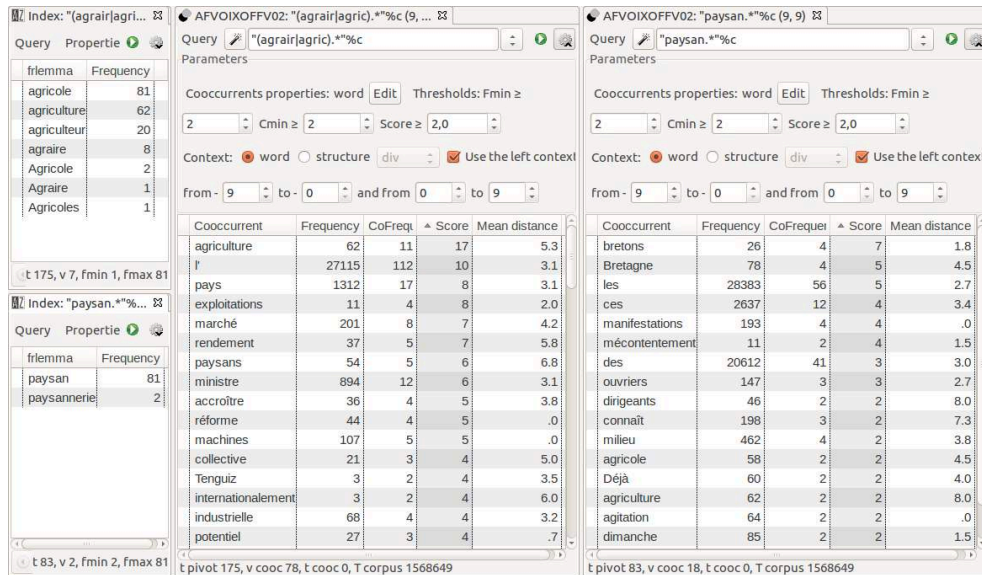 Index: "(agrair|agri...
Query Propertie
frlemma Frequency
agricole 81
agriculture 62
agriculteur 20
agraire 8
Agricole 2
Agraire 1
Agricoles 1
t 175, v 7, fmin 1, fmax 81
Index: "paysan.*"%...
Query Propertie
frlemma Frequency
paysan 81
paysannerie 2
t 83, v 2, fmin 2, fmax 81
AFVOIXOFFV02: "(agrair|agric).*"%c (9, ...
Query "(agrair|agric).*"%c
Parameters
Cooccurrents properties: word Edit Thresholds: Fmin ≥
2 Cmin ≥ 2 Score ≥ 2,0
Context: word structure div Use the left context
from - 9 to - 0 and from 0 to 9
Cooccurrent Frequency CoFrequ Score Mean distance
agriculture 62 11 17 5.3
l' 27115 112 10 3.1
pays 1312 17 8 3.1
exploitations 11 4 8 2.0
marché 201 8 7 4.2
rendement 37 5 7 5.8
paysans 54 5 6 6.8
ministre 894 12 6 3.1
accroître 36 4 5 3.8
réforme 44 4 5 .0
machines 107 5 5 .0
collective 21 3 4 5.0
Tenguiz 3 2 4 3.5
internationalement 3 2 4 6.0
industrielle 68 4 4 3.2
potentiel 27 3 4 .7
t pivot 175, v cooc 78, t cooc 0, T corpus 1568649
AFVOIXOFFV02: "paysan.*"%c (9, 9)
Query "paysan.*"%c
Parameters
Cooccurrents properties: word Edit Thresholds: Fmin ≥
2 Cmin ≥ 2 Score ≥ 2,0
Context: word structure div Use the left contex
from - 9 to - 0 and from 0 to 9
Cooccurrent Frequency CoFrequer Score Mean distance
bretons 26 4 7 1.8
Bretagne 78 4 5 4.5
les 28383 56 5 2.7
ces 2637 12 4 3.4
manifestations 193 4 4 .0
mécontentement 11 2 4 1.5
des 20612 41 3 3.0
ouvriers 147 3 3 2.7
dirigeants 46 2 2 8.0
connaît 198 3 2 7.3
milieu 462 4 2 3.8
agricole 58 2 2 4.5
Déjà 60 2 2 4.0
agriculture 62 2 2 8.0
agitation 64 2 2 .0
dimanche 85 2 2 1.5
t pivot 83, v cooc 18, t cooc 0, T corpus 1568649